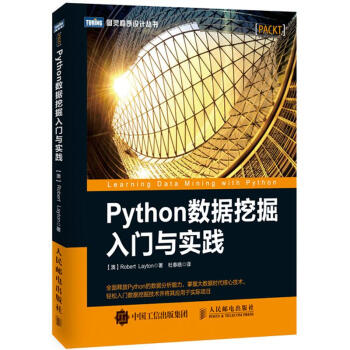 TURING
图灵程序设计丛书
[PACKT]
Learning Data Mining with Python
Python数据挖掘
入门与实践
【澳】Robert Layton 著 杜春晓 译
全面释放Python的数据分析能力，掌握大数据时代核心技术，
轻松入门数据挖掘技术并将其应用于实际项目
中国工信出版集团
人民邮电出版社
Python数据挖掘入门与实践
【澳】Robert Layton 著
人民邮电出版社